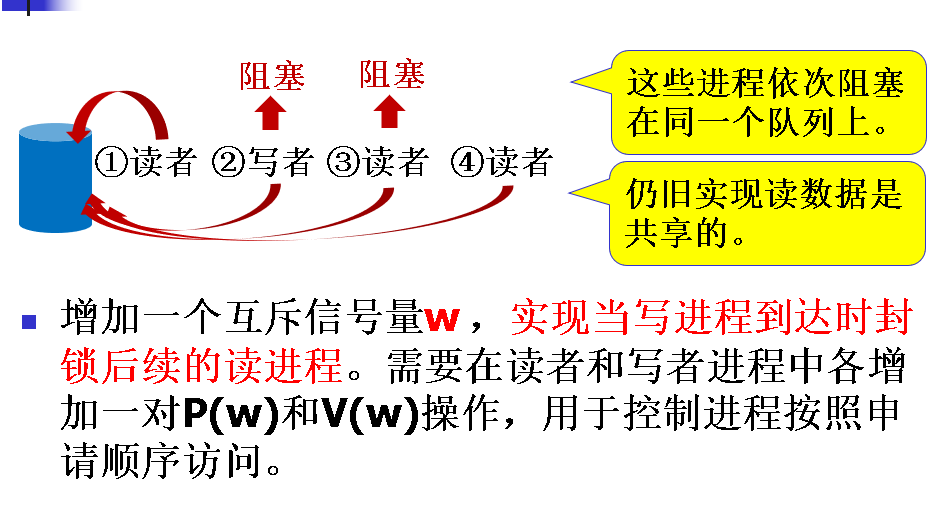 阻塞 阻塞
①读者 ②写者 ③读者 ④读者
这些进程依次阻塞
在同一个队列上。
仍旧实现读数据是
共享的。
增加一个互斥信号量w，实现当写进程到达时封
锁后续的读进程。需要在读者和写者进程中各增
加一对P(w)和V(w)操作，用于控制进程按照申
请顺序访问。